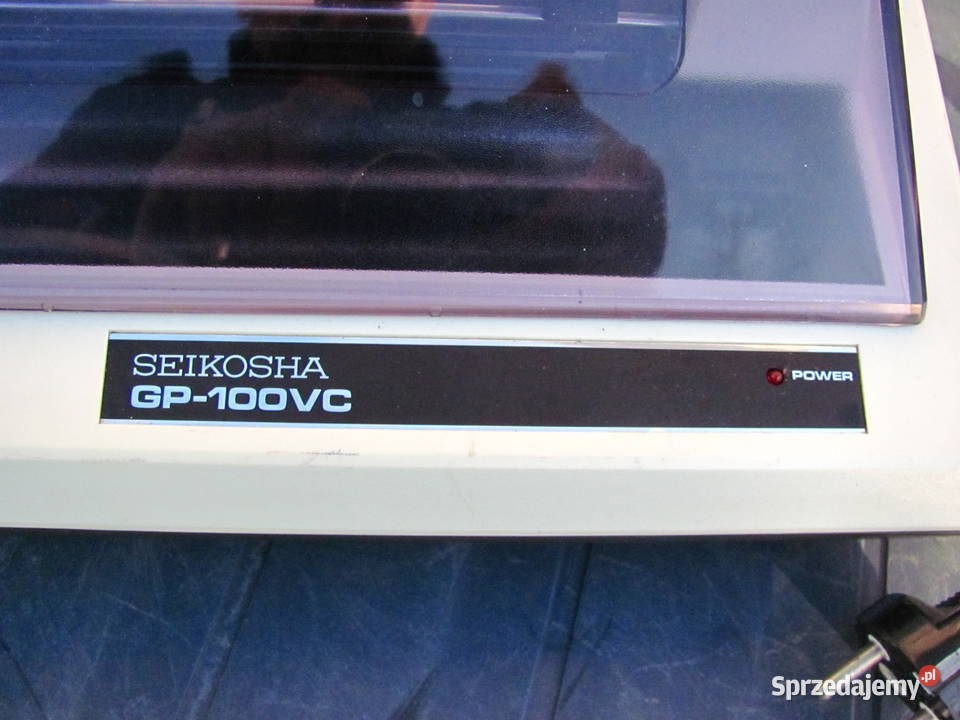 SEIKOSHA
GP-100VC
POWER
Sprzedajemy.pl